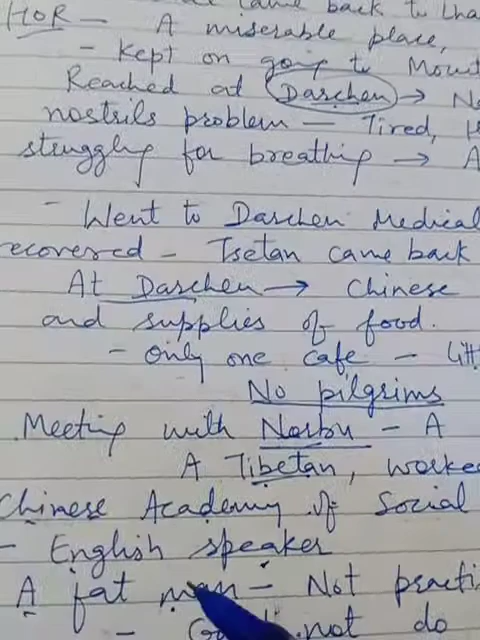 came back to
HOR - A miserable place,
- Kept on going to Mount
Reached at Darchen →
nostrils problem - Tired,
struggling for breathing → A
- Went to Darchen Medical
recovered - Tsetan came back
At Darchen → Chinese
and supplies of food.
- only one cafe -
No pilgrims
Meeting with Norbu - A
A Tibetan, worked
Chinese Academy of Social
- English speaker
A fat man - Not
- not do